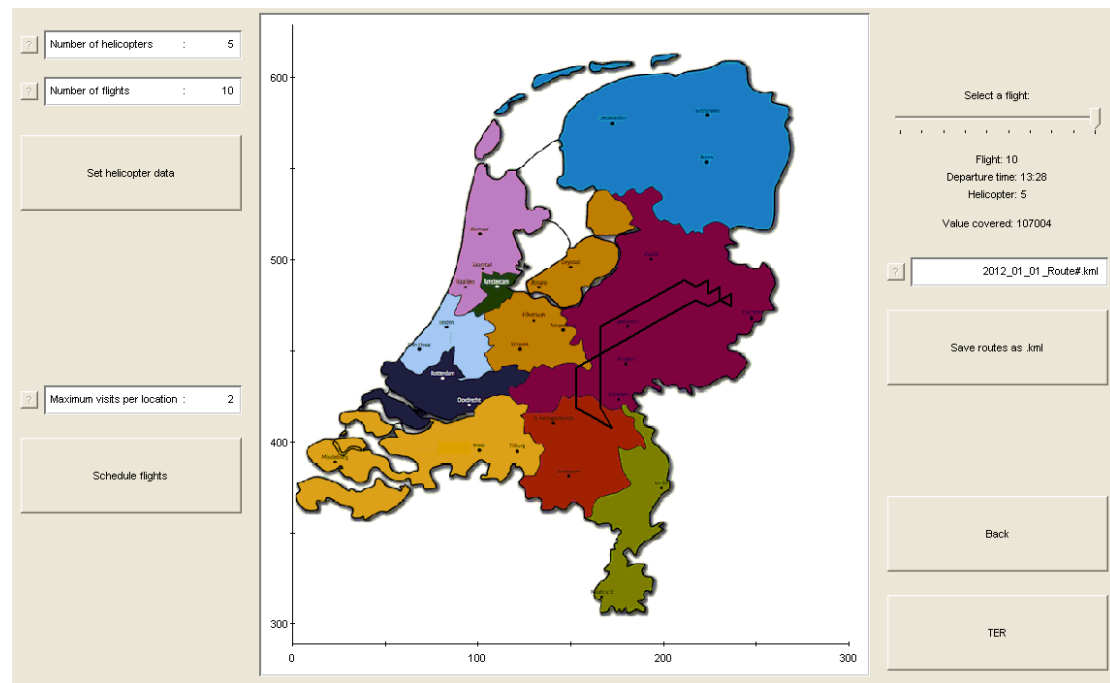 ? Number of helicopters : 5
? Number of flights : 10
Set helicopter data
? Maximum visits per location : 2
Schedule flights
600
500
400
300
0 100 200 300
Haarlem
Amsterdam
Lelystad
Hilversum
Utrecht
Leiden
Rotterdam
Dordrecht
Tilburg
Middelburg
Select a flight:
Flight: 10
Departure time: 13:28
Helicopter: 5
Value covered: 107004
? 2012_01_01_Route#.kml
Save routes as .kml
Back
TER